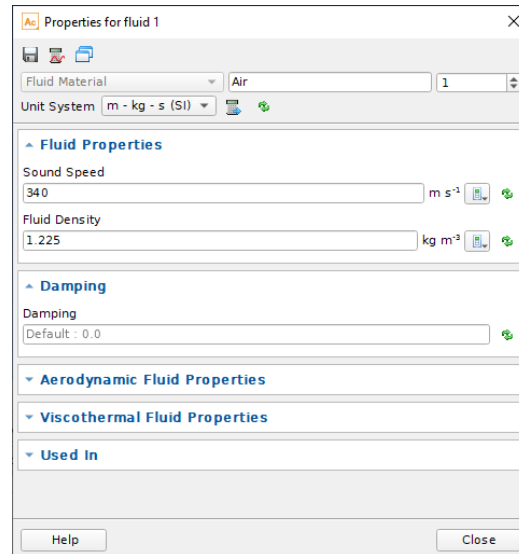 Ac Properties for fluid 1
Fluid Material Air 1
Unit System m - kg - s (SI)
Fluid Properties
Sound Speed
340 m s⁻¹
Fluid Density
1.225 kg m⁻³
Damping
Damping
Default : 0.0
Aerodynamic Fluid Properties
Viscothermal Fluid Properties
Used In
Help Close